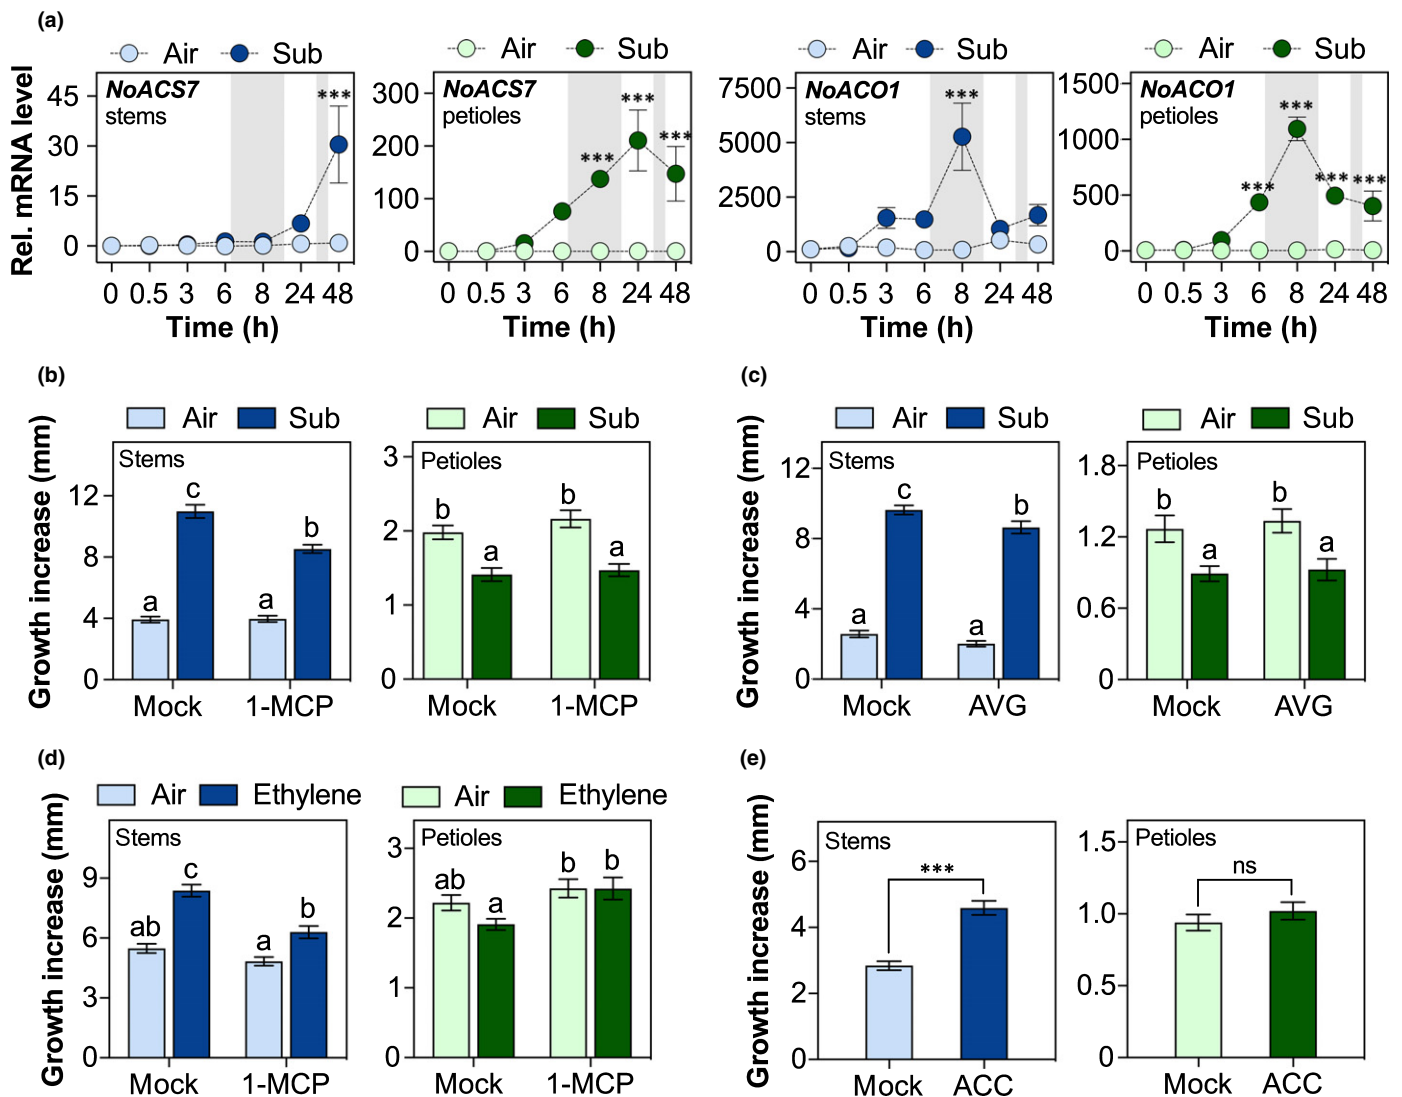 (a)
Air Sub Air Sub Air Sub Air Sub
Rel. mRNA level
NoACS7
stems
45
30
15
0
***
0 0.5 3 6 8 24 48
Time (h)
NoACS7
petioles
300
200
100
0
*** *** ***
0 0.5 3 6 8 24 48
Time (h)
NoACO1
stems
7500
5000
2500
0
***
0 0.5 3 6 8 24 48
Time (h)
NoACO1
petioles
1500
1000
500
0
*** *** *** ***
0 0.5 3 6 8 24 48
Time (h)
(b)
Air Sub Air Sub
Growth increase (mm)
Stems
12
8
4
0
a c a b
Mock 1-MCP
Petioles
3
2
1
0
b a b a
Mock 1-MCP
(c)
Air Sub Air Sub
Growth increase (mm)
Stems
12
8
4
0
a c a b
Mock AVG
Petioles
1.8
1.2
0.6
0
b a b a
Mock AVG
(d)
Air Ethylene Air Ethylene
Growth increase (mm)
Stems
9
6
3
0
ab c a b
Mock 1-MCP
Petioles
3
2
1
0
ab a b b
Mock 1-MCP
(e)
Growth increase (mm)
Stems
6
4
2
0
***
Mock ACC
Petioles
1.5
1.0
0.5
0
ns
Mock ACC